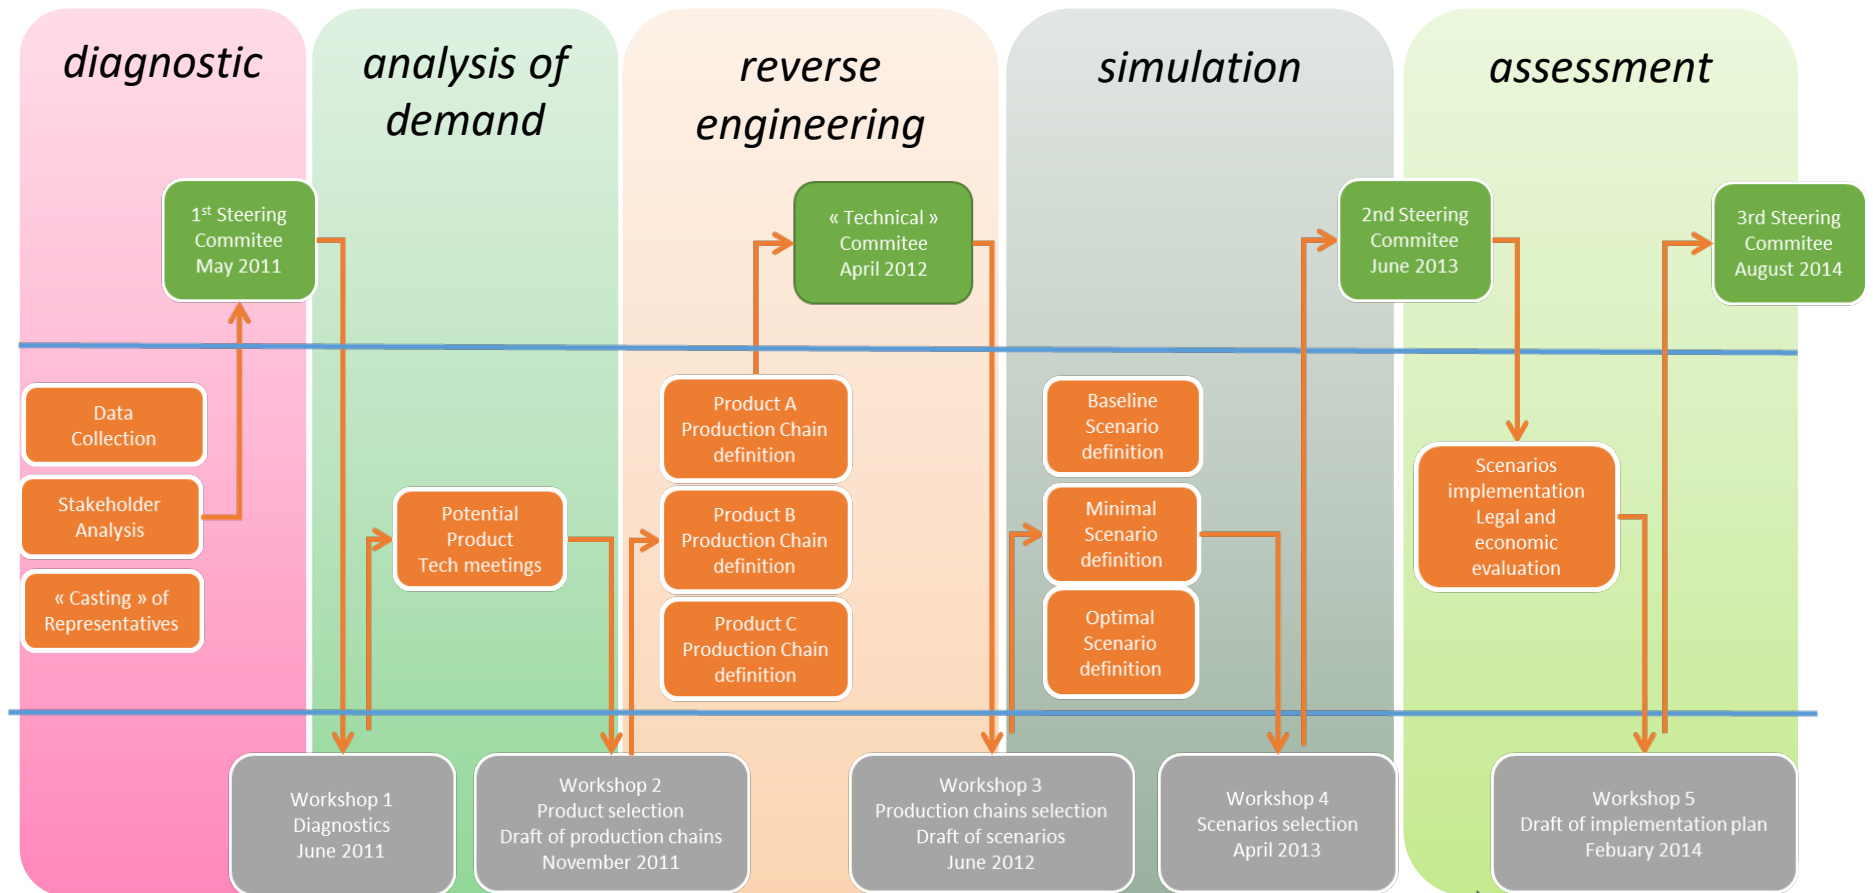 diagnostic
analysis of
demand
reverse
engineering
simulation
assessment
1st Steering
Commitee
May 2011
« Technical »
Commitee
April 2012
2nd Steering
Commitee
June 2013
3rd Steering
Commitee
August 2014
Data
Collection
Stakeholder
Analysis
« Casting » of
Representatives
Potential
Product
Tech meetings
Product A
Production Chain
definition
Product B
Production Chain
definition
Product C
Production Chain
definition
Baseline
Scenario
definition
Minimal
Scenario
definition
Optimal
Scenario
definition
Scenarios
implementation
Legal and
economic
evaluation
Workshop 1
Diagnostics
June 2011
Workshop 2
Product selection
Draft of production chains
November 2011
Workshop 3
Production chains selection
Draft of scenarios
June 2012
Workshop 4
Scenarios selection
April 2013
Workshop 5
Draft of implementation plan
Febuary 2014